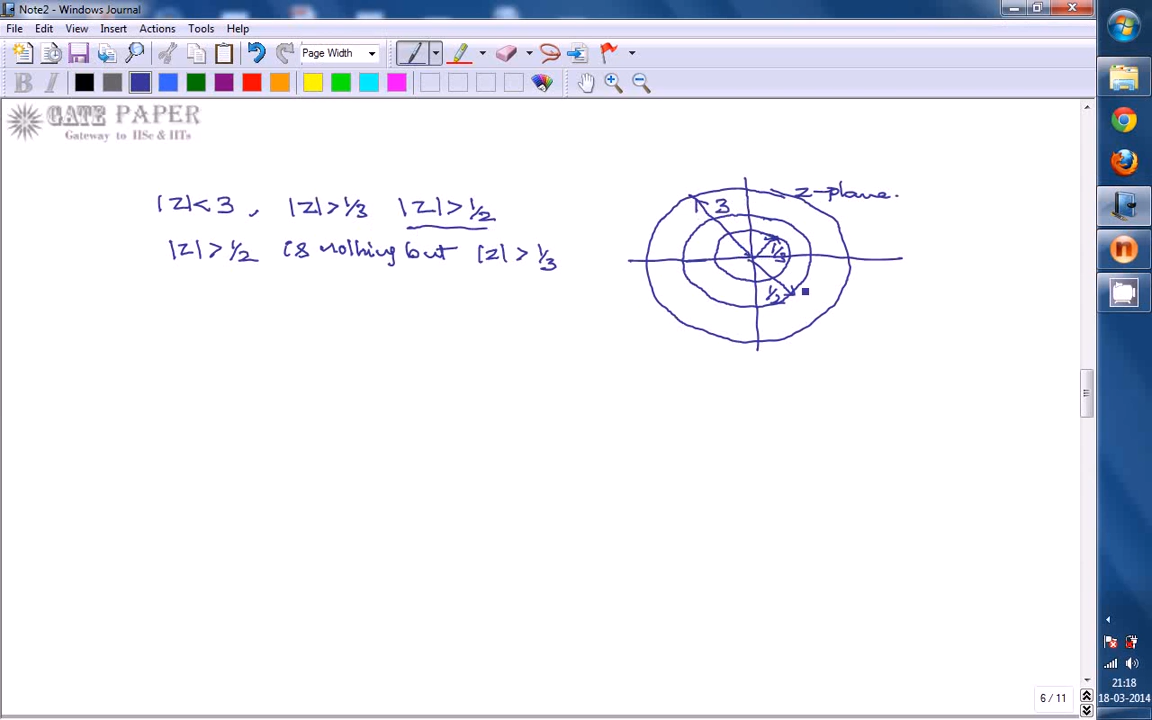 Note2 - Windows Journal
File Edit View Insert Actions Tools Help
Page Width
B I
GATE PAPER
Gateway to IISc & IITs
|z|<3 , |z|>1/3 |z|>1/2
|z|>1/2 is nothing but |z|>1/3
z-plane.
3
1/3
1/2
6 / 11
21:18
18-03-2014